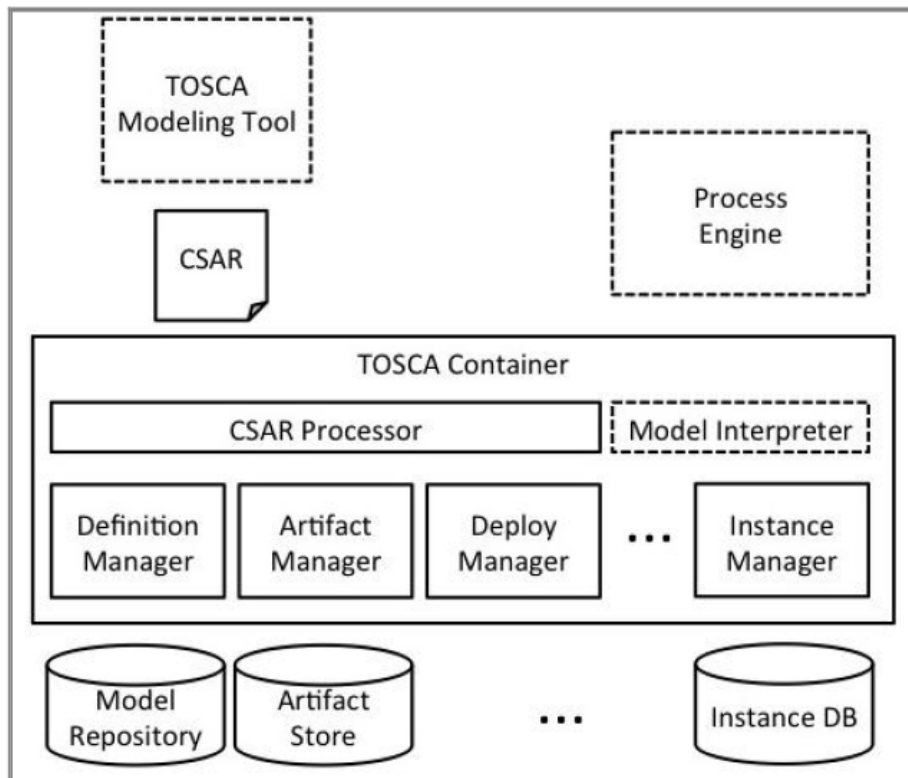 TOSCA
Modeling Tool
Process
Engine
CSAR
TOSCA Container
CSAR Processor
Model Interpreter
Definition
Manager
Artifact
Manager
Deploy
Manager
...
Instance
Manager
Model
Repository
Artifact
Store
...
Instance DB